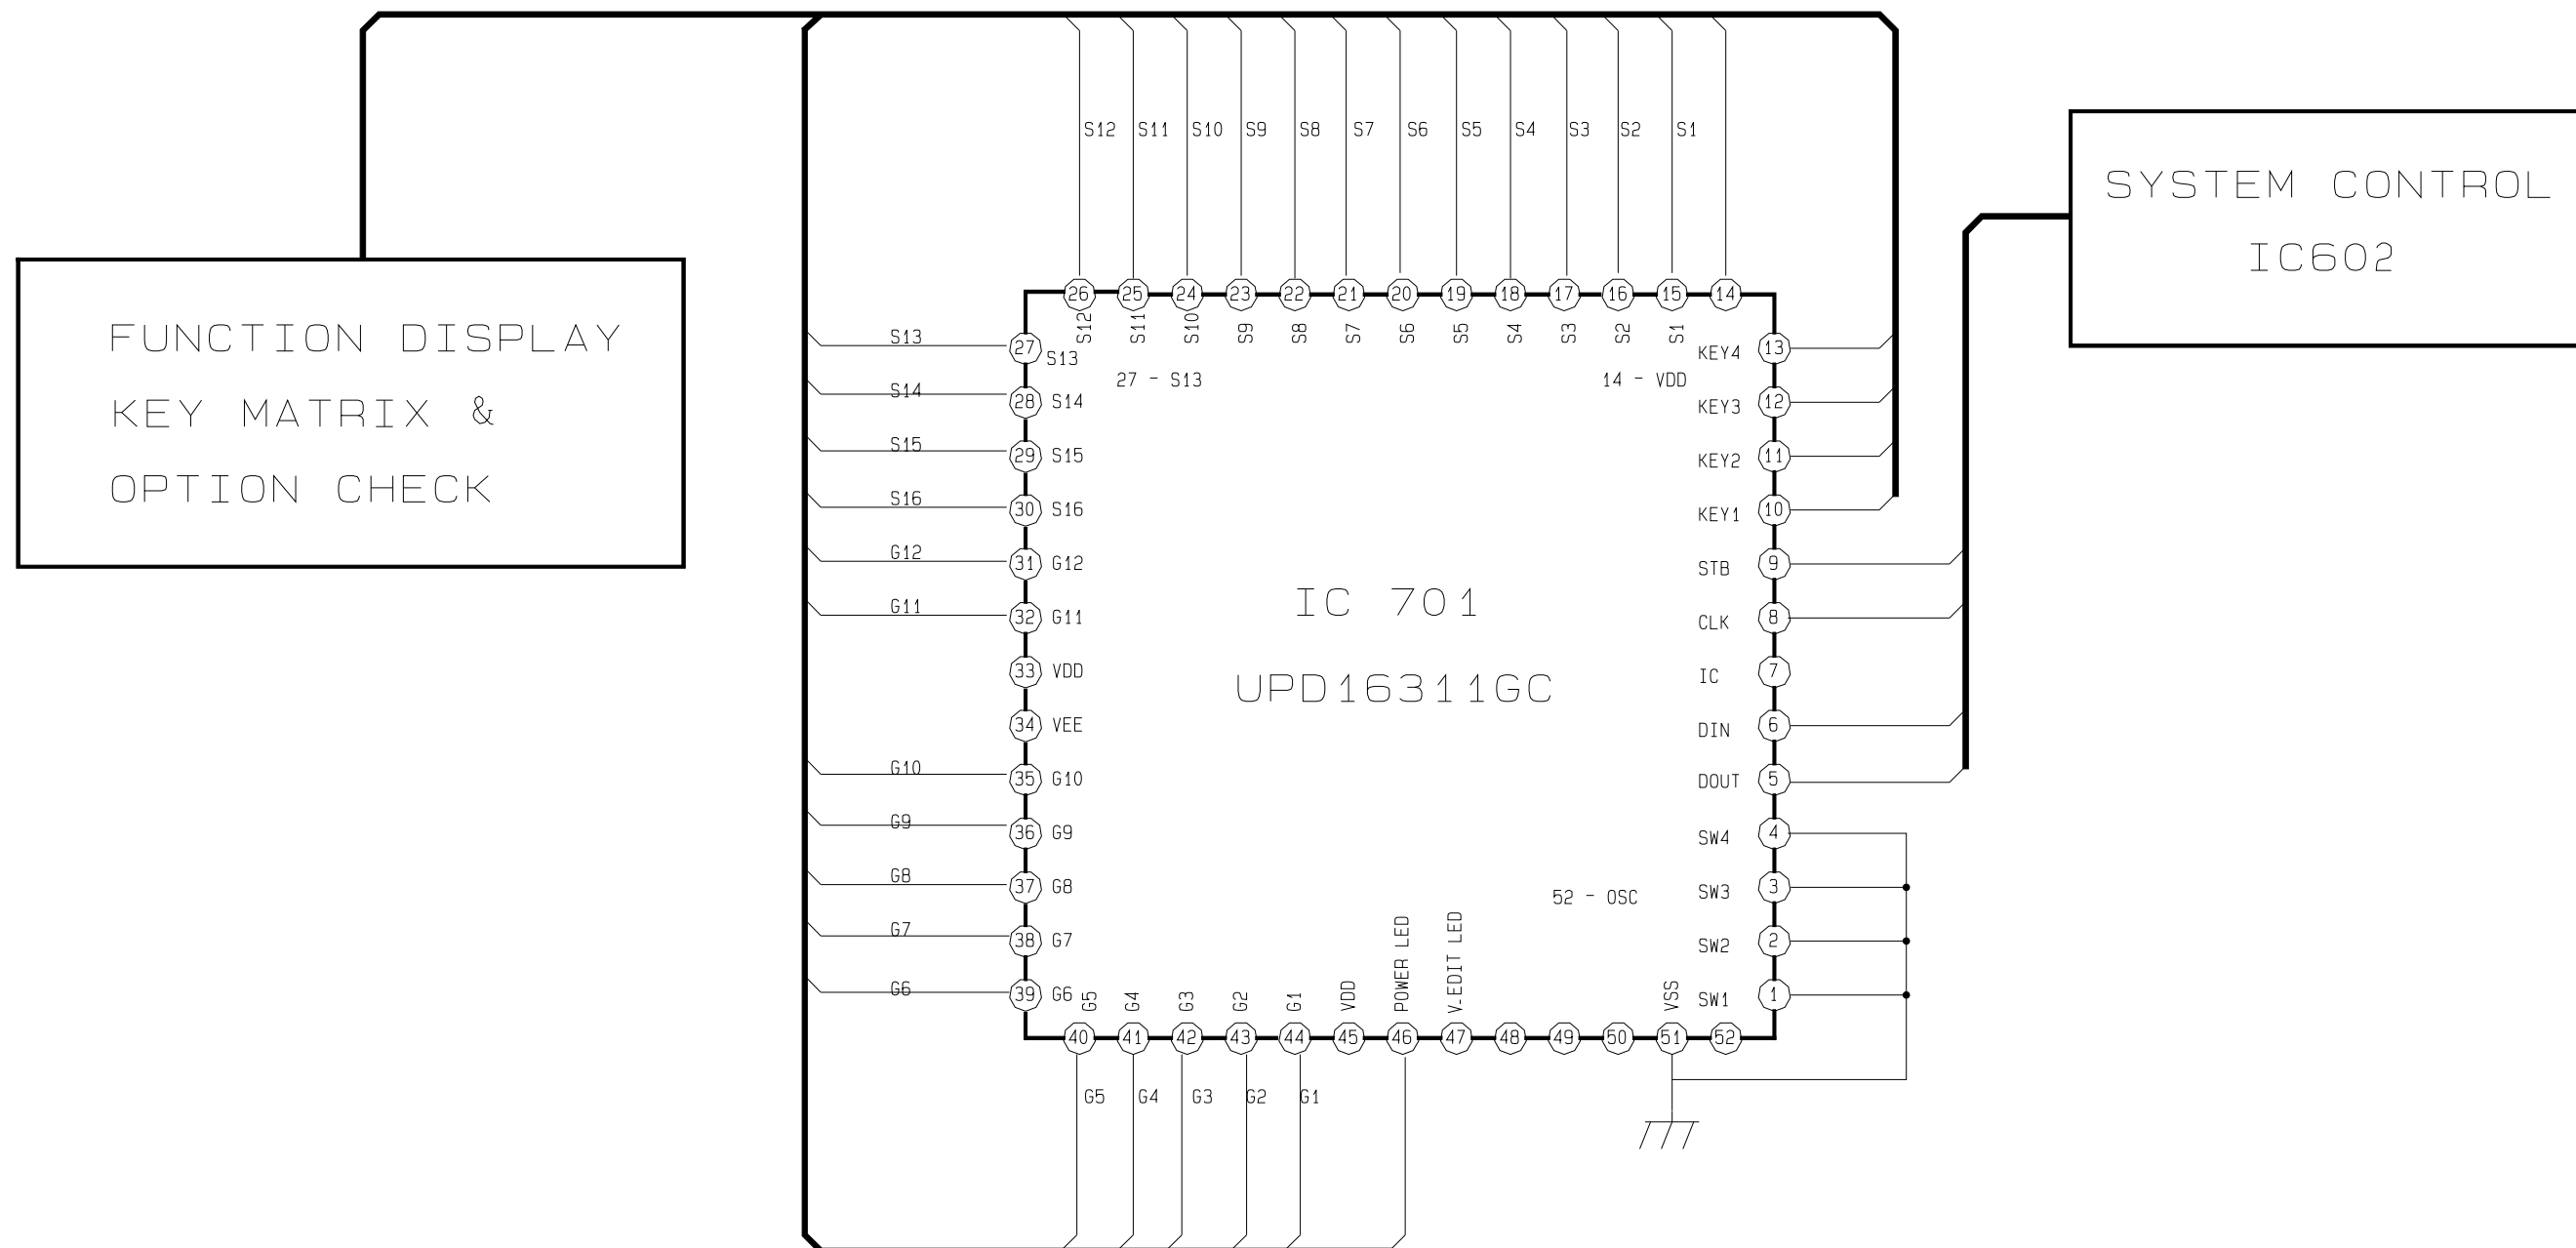 S12 S11 S10 S9 S8 S7 S6 S5 S4 S3 S2 S1
SYSTEM CONTROL
IC602
FUNCTION DISPLAY
KEY MATRIX &
OPTION CHECK
26 25 24 23 22 21 20 19 18 17 16 15 14
S12 S11 S10 S9 S8 S7 S6 S5 S4 S3 S2 S1
S13 27 S13 KEY4 13
27 - S13 14 - VDD
S14 28 S14 KEY3 12
S15 29 S15 KEY2 11
S16 30 S16 KEY1 10
G12 31 G12 STB 9
IC 701
G11 32 G11 CLK 8
33 VDD IC 7
UPD16311GC
34 VEE DIN 6
G10 35 G10 DOUT 5
G9 36 G9 SW4 4
G8 37 G8 SW3 3
52 - OSC
G7 38 G7 SW2 2
G6 39 G6 SW1 1
G5 G4 G3 G2 G1 VDD POWER LED V.EDIT LED VSS
40 41 42 43 44 45 46 47 48 49 50 51 52
G5 G4 G3 G2 G1